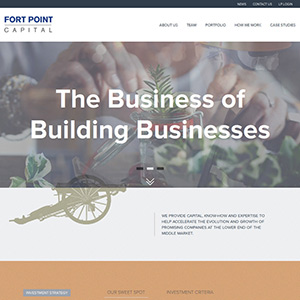 NEWS CONTACT US LP LOGIN
FORT POINT
CAPITAL
ABOUT US TEAM PORTFOLIO HOW WE WORK CASE STUDIES
The Business of
Building Businesses
WE PROVIDE CAPITAL, KNOW-HOW AND EXPERTISE TO
HELP ACCELERATE THE EVOLUTION AND GROWTH OF
PROMISING COMPANIES AT THE LOWER END OF THE
MIDDLE MARKET.
INVESTMENT STRATEGY OUR SWEET SPOT INVESTMENT CRITERIA